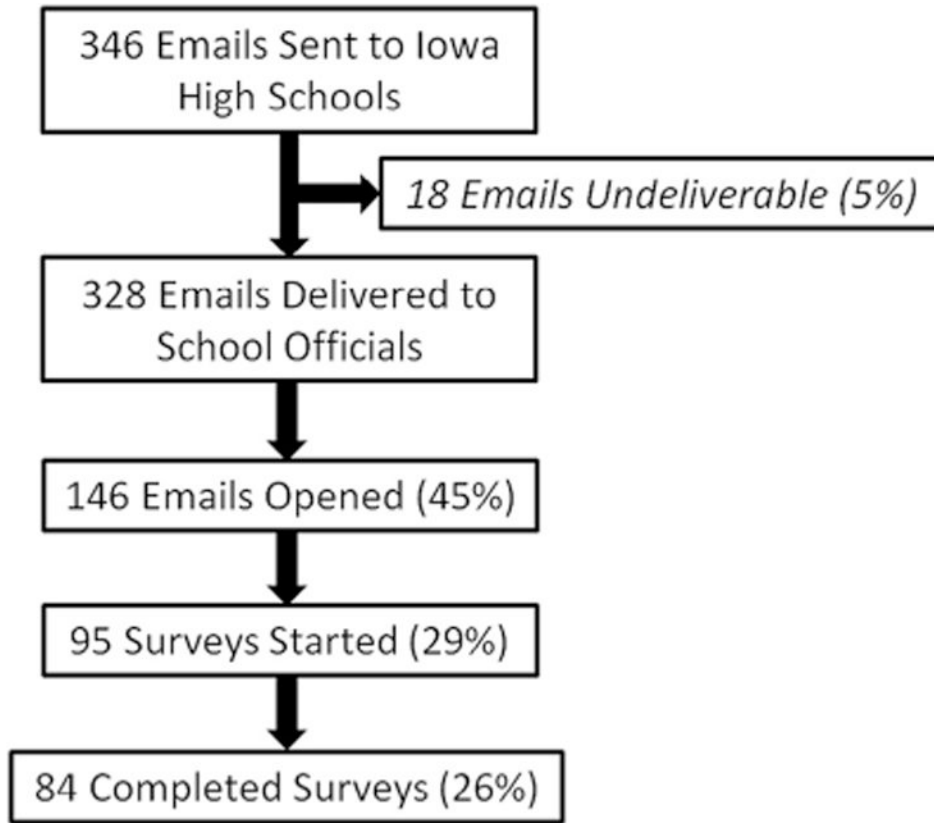 346 Emails Sent to Iowa
High Schools
18 Emails Undeliverable (5%)
328 Emails Delivered to
School Officials
146 Emails Opened (45%)
95 Surveys Started (29%)
84 Completed Surveys (26%)